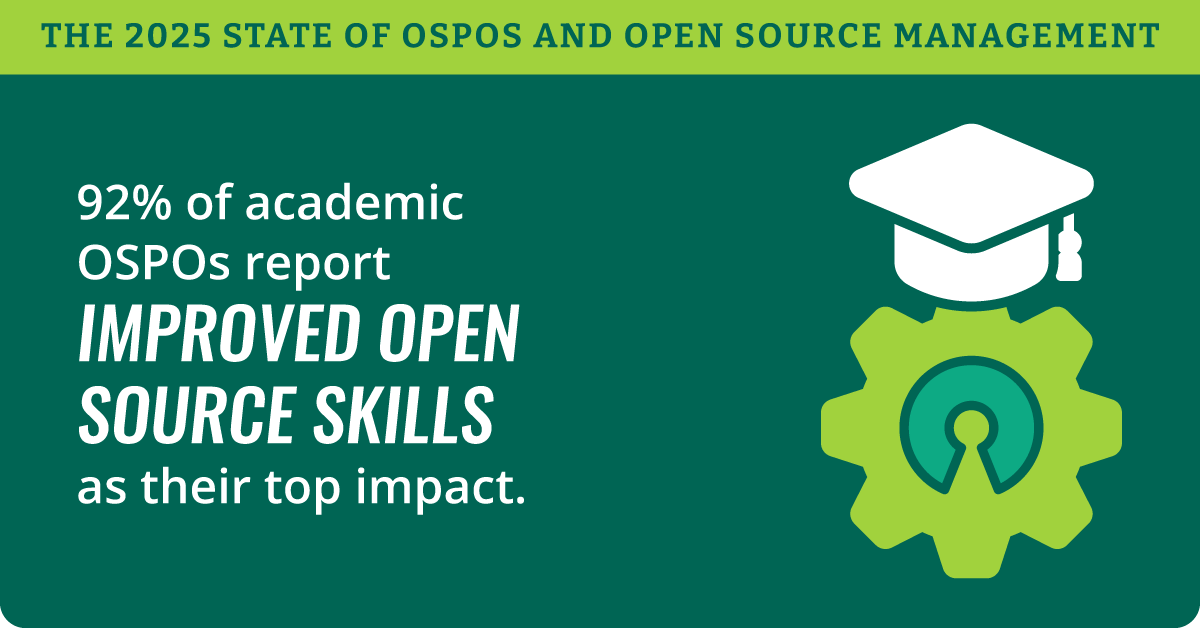 THE 2025 STATE OF OSPOS AND OPEN SOURCE MANAGEMENT
92% of academic
OSPOs report
IMPROVED OPEN
SOURCE SKILLS
as their top impact.